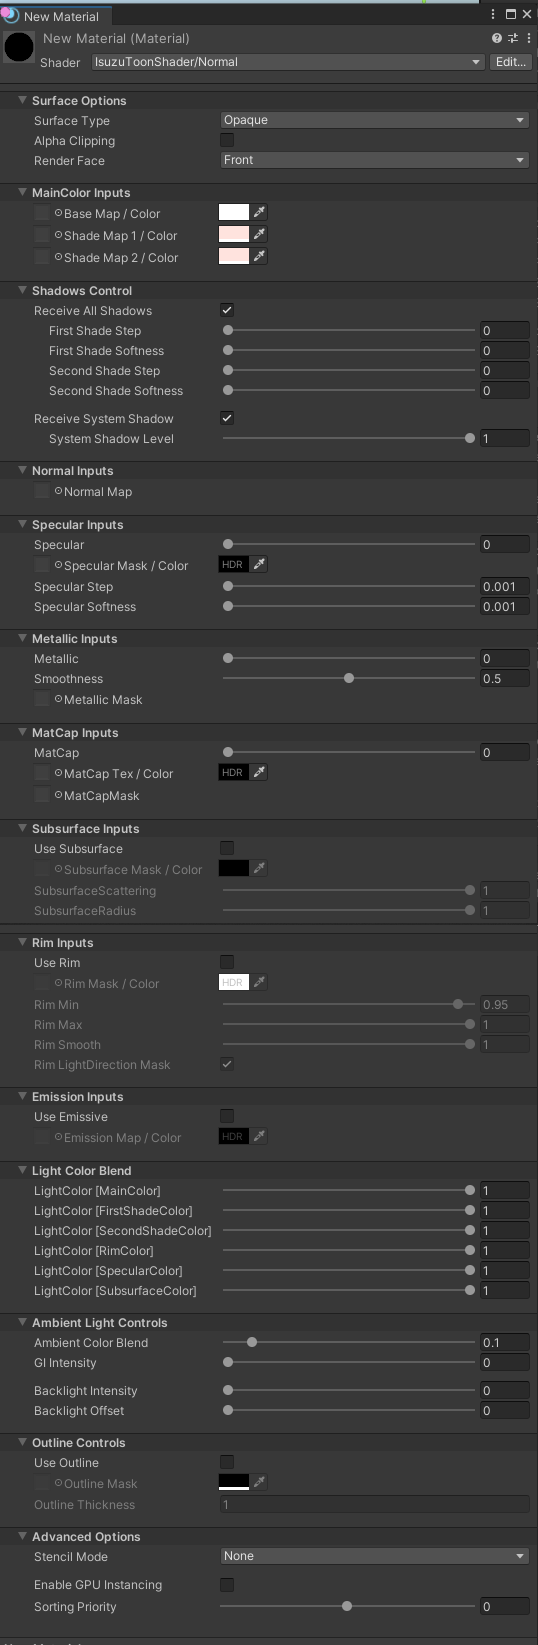 New Material
New Material (Material)
Shader IsuzuToonShader/Normal Edit...
Surface Options
Surface Type Opaque
Alpha Clipping
Render Face Front
MainColor Inputs
Base Map / Color
Shade Map 1 / Color
Shade Map 2 / Color
Shadows Control
Receive All Shadows
First Shade Step 0
First Shade Softness 0
Second Shade Step 0
Second Shade Softness 0
Receive System Shadow
System Shadow Level 1
Normal Inputs
Normal Map
Specular Inputs
Specular 0
Specular Mask / Color HDR
Specular Step 0.001
Specular Softness 0.001
Metallic Inputs
Metallic 0
Smoothness 0.5
Metallic Mask
MatCap Inputs
MatCap 0
MatCap Tex / Color HDR
MatCapMask
Subsurface Inputs
Use Subsurface
Subsurface Mask / Color
SubsurfaceScattering 1
SubsurfaceRadius 1
Rim Inputs
Use Rim
Rim Mask / Color HDR
Rim Min 0.95
Rim Max 1
Rim Smooth 1
Rim LightDirection Mask
Emission Inputs
Use Emissive
Emission Map / Color HDR
Light Color Blend
LightColor [MainColor] 1
LightColor [FirstShadeColor] 1
LightColor [SecondShadeColor] 1
LightColor [RimColor] 1
LightColor [SpecularColor] 1
LightColor [SubsurfaceColor] 1
Ambient Light Controls
Ambient Color Blend 0.1
GI Intensity 0
Backlight Intensity 0
Backlight Offset 0
Outline Controls
Use Outline
Outline Mask
Outline Thickness 1
Advanced Options
Stencil Mode None
Enable GPU Instancing
Sorting Priority 0